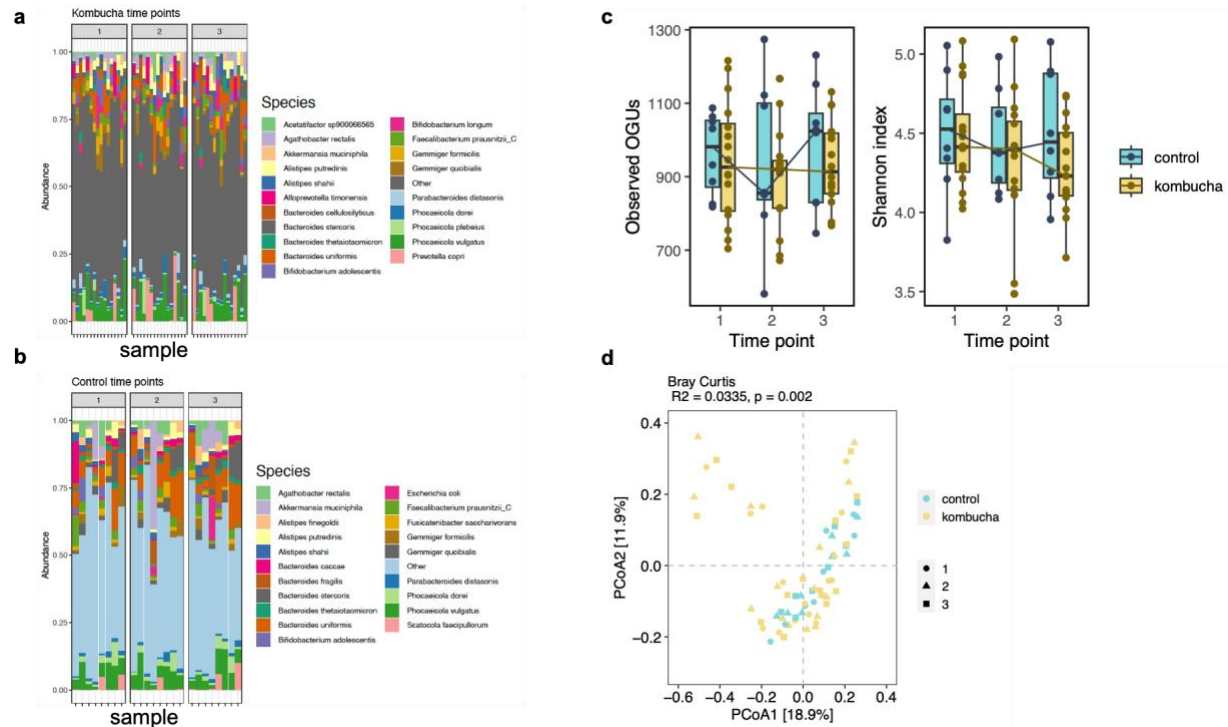 a
Kombucha time points
1 2 3
Abundance
1.00
0.75
0.50
0.25
0.00
sample
Species
Acetatifactor sp900066565
Agathobacter rectalis
Akkermansia muciniphila
Alistipes putredinis
Alistipes shahii
Alloprevotella timonensis
Bacteroides cellulosilyticus
Bacteroides stercoris
Bacteroides thetaiotaomicron
Bacteroides uniformis
Bifidobacterium adolescentis
Bifidobacterium longum
Faecalibacterium prausnitzii_C
Gemmiger formicilis
Gemmiger qucibialis
Other
Parabacteroides distasonis
Phocaeicola dorei
Phocaeicola plebeius
Phocaeicola vulgatus
Prevotella copri
b
Control time points
1 2 3
Abundance
1.00
0.75
0.50
0.25
0.00
sample
Species
Agathobacter rectalis
Akkermansia muciniphila
Alistipes finegoldii
Alistipes putredinis
Alistipes shahii
Bacteroides caccae
Bacteroides fragilis
Bacteroides stercoris
Bacteroides thetaiotaomicron
Bacteroides uniformis
Bifidobacterium adolescentis
Escherichia coli
Faecalibacterium prausnitzii_C
Fusicatenibacter saccharivorans
Gemmiger formicilis
Gemmiger qucibialis
Other
Parabacteroides distasonis
Phocaeicola dorei
Phocaeicola vulgatus
Scatocola faecipullorum
c
Observed OGUs
1300
1100
900
700
1 2 3
Time point
Shannon index
5.0
4.5
4.0
3.5
1 2 3
Time point
control
kombucha
d
Bray Curtis
R2 = 0.0335, p = 0.002
PCoA2 [11.9%]
0.4
0.2
0.0
−0.2
−0.6 −0.4 −0.2 0.0 0.2 0.4
PCoA1 [18.9%]
control
kombucha
1
2
3